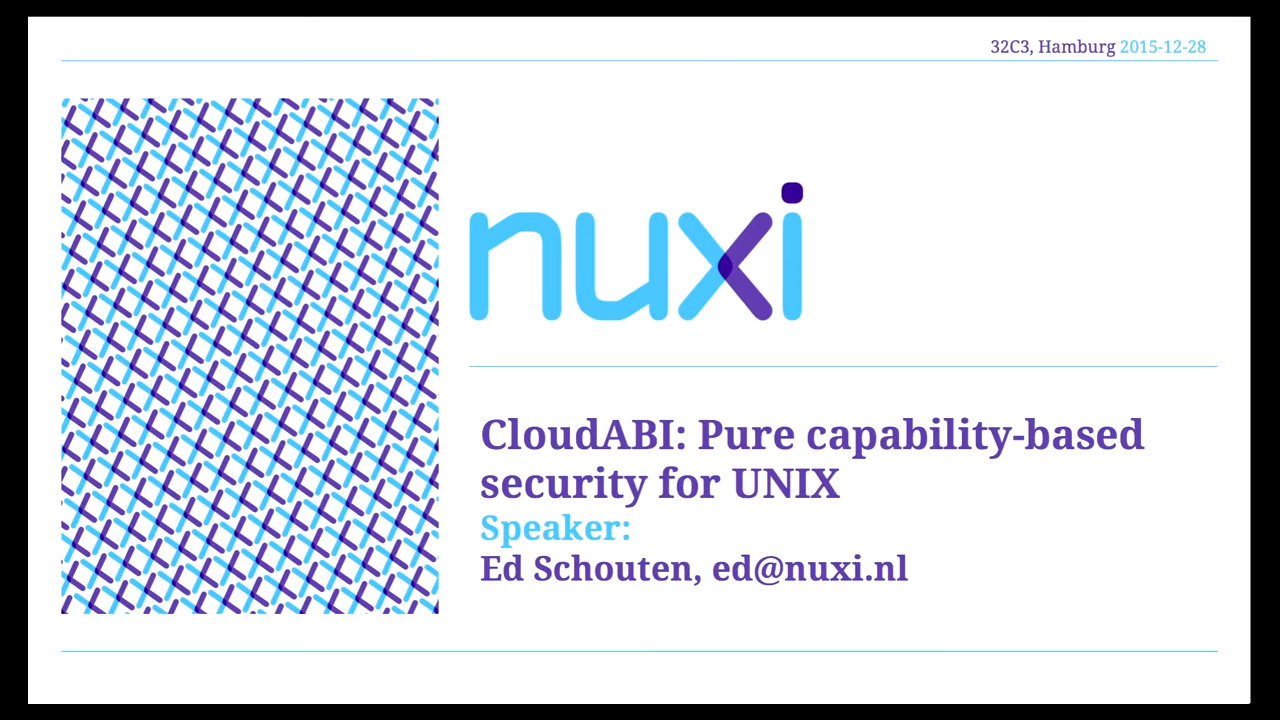 32C3, Hamburg 2015-12-28
nuxi
CloudABI: Pure capability-based
security for UNIX
Speaker:
Ed Schouten, ed@nuxi.nl